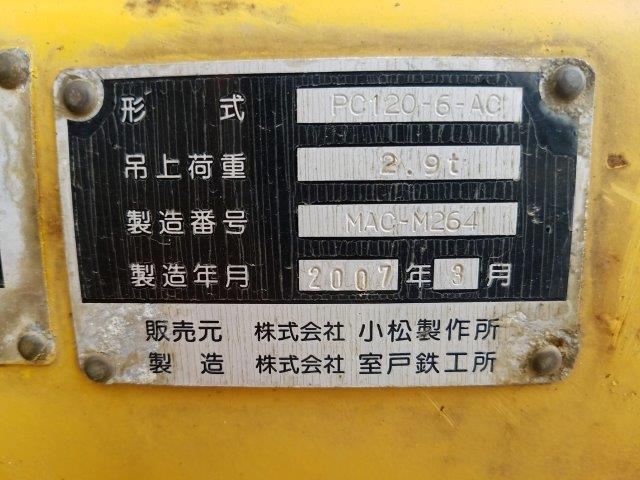 形 式 PC120-6-AC
吊上荷重 2.9t
製造番号 MAC-M264
製造年月 2007年3月
販売元 株式会社 小松製作所
製造 株式会社 室戸鉄工所